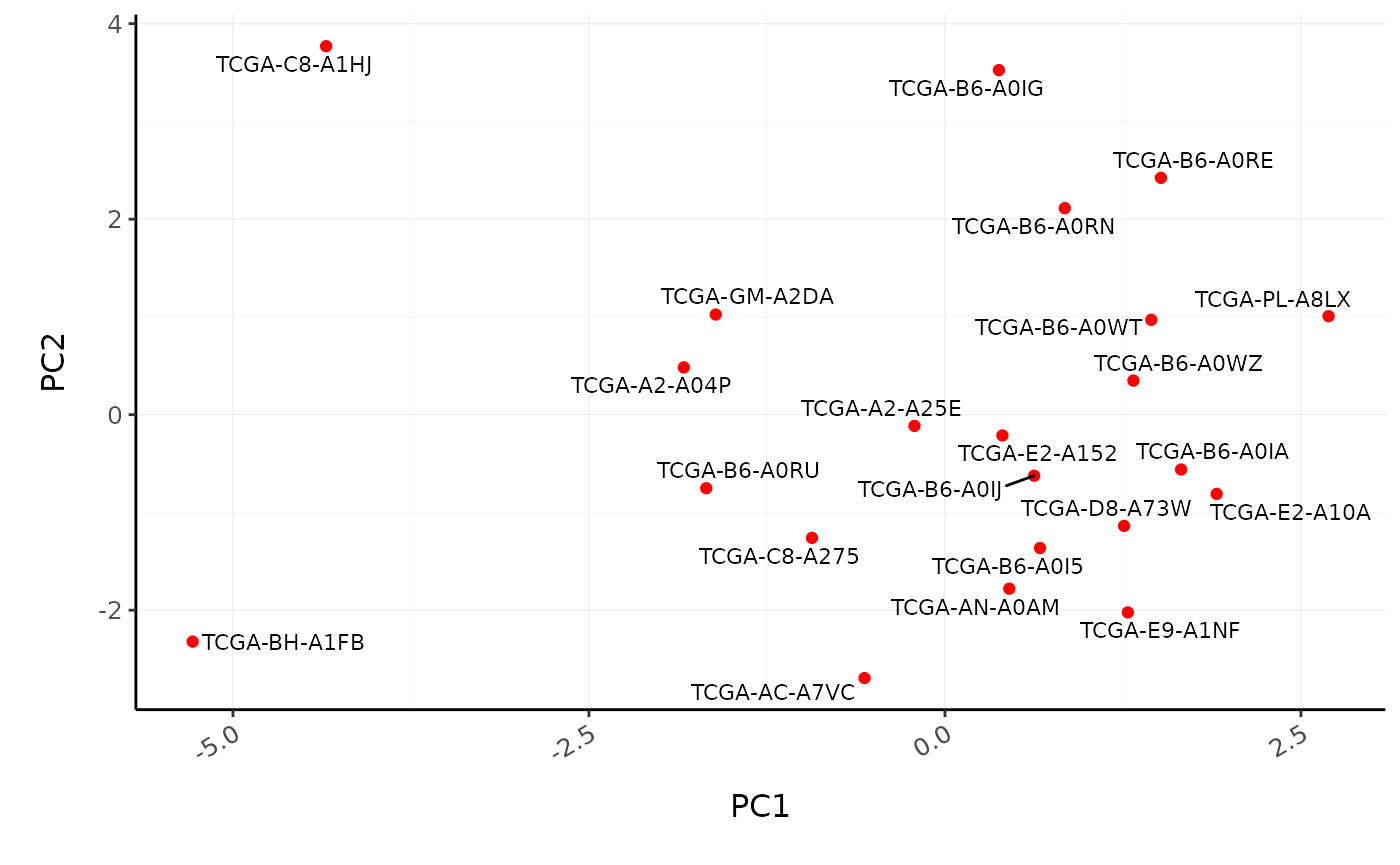 4
TCGA-C8-A1HJ
TCGA-B6-A0IG
TCGA-B6-A0RE
2
TCGA-B6-A0RN
TCGA-GM-A2DA
TCGA-PL-A8LX
TCGA-B6-A0WT
PC2
TCGA-B6-A0WZ
TCGA-A2-A04P
0
TCGA-A2-A25E
TCGA-E2-A152
TCGA-B6-A0IA
TCGA-B6-A0RU
TCGA-B6-A0IJ
TCGA-D8-A73W
TCGA-E2-A10A
TCGA-C8-A275
TCGA-B6-A0I5
-2
TCGA-AN-A0AM
TCGA-E9-A1NF
TCGA-BH-A1FB
TCGA-AC-A7VC
-5.0
-2.5
0.0
2.5
PC1